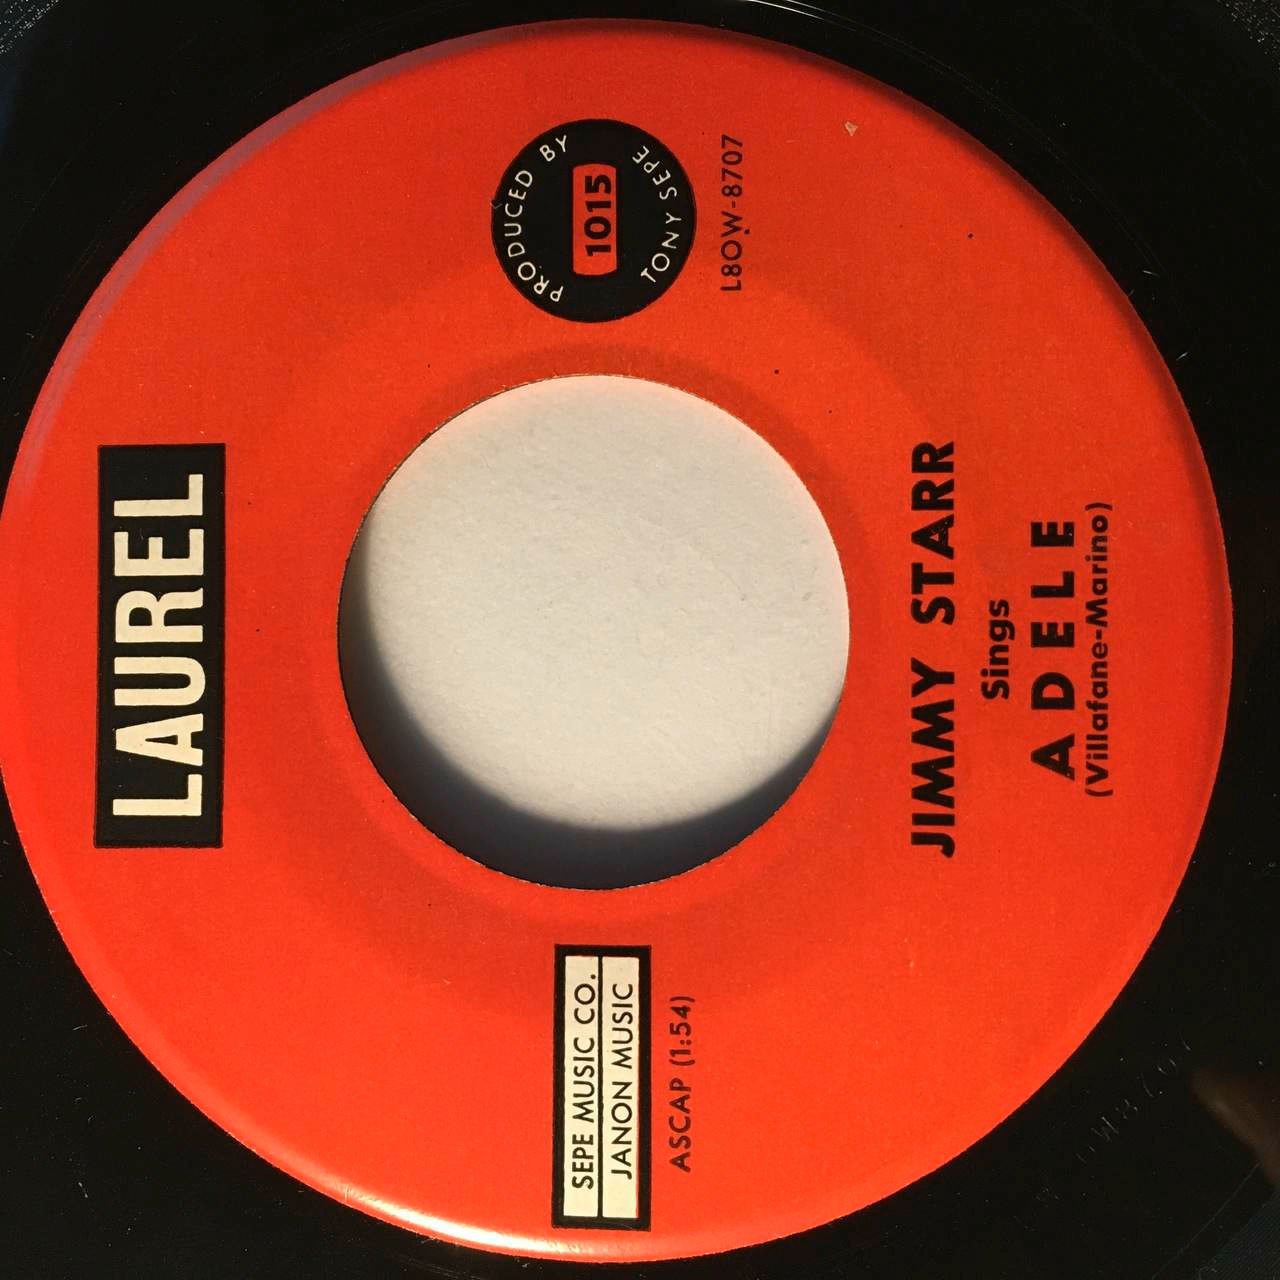 LAUREL
SEPE MUSIC CO.
JANON MUSIC
ASCAP (1:54)
PRODUCED BY
1015
TONY SEPE
L8OW-8707
JIMMY STARR
Sings
ADELE
(Villafane-Marino)